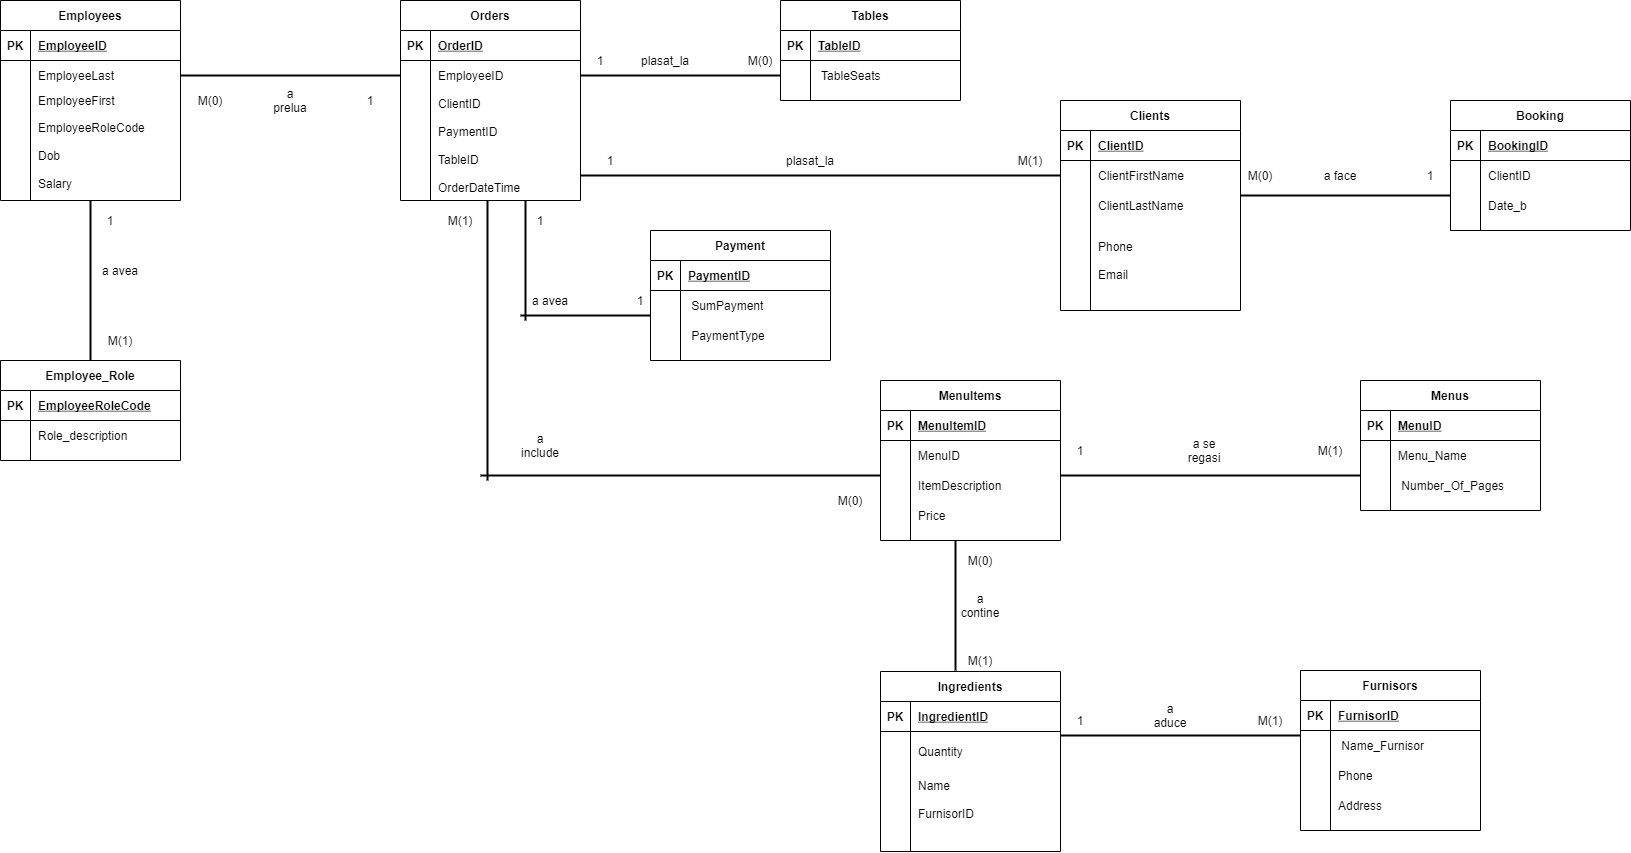 Employees
PK EmployeeID
EmployeeLast
EmployeeFirst
EmployeeRoleCode
Dob
Salary
M(0)
a
prelua
1
Orders
PK OrderID
EmployeeID
ClientID
PaymentID
TableID
OrderDateTime
1 plasat_la M(0)
Tables
PK TableID
TableSeats
1 plasat_la M(1)
Clients
PK ClientID
ClientFirstName
ClientLastName
Phone
Email
M(0) a face 1
Booking
PK BookingID
ClientID
Date_b
1
a avea
M(1)
Employee_Role
PK EmployeeRoleCode
Role_description
M(1)
1
a avea 1
Payment
PK PaymentID
SumPayment
PaymentType
a
include
M(0)
MenuItems
PK MenuItemID
MenuID
ItemDescription
Price
1
a se
regasi
M(1)
Menus
PK MenuID
Menu_Name
Number_Of_Pages
M(0)
a
contine
M(1)
Ingredients
PK IngredientID
Quantity
Name
FurnisorID
1
a
aduce
M(1)
Furnisors
PK FurnisorID
Name_Furnisor
Phone
Address